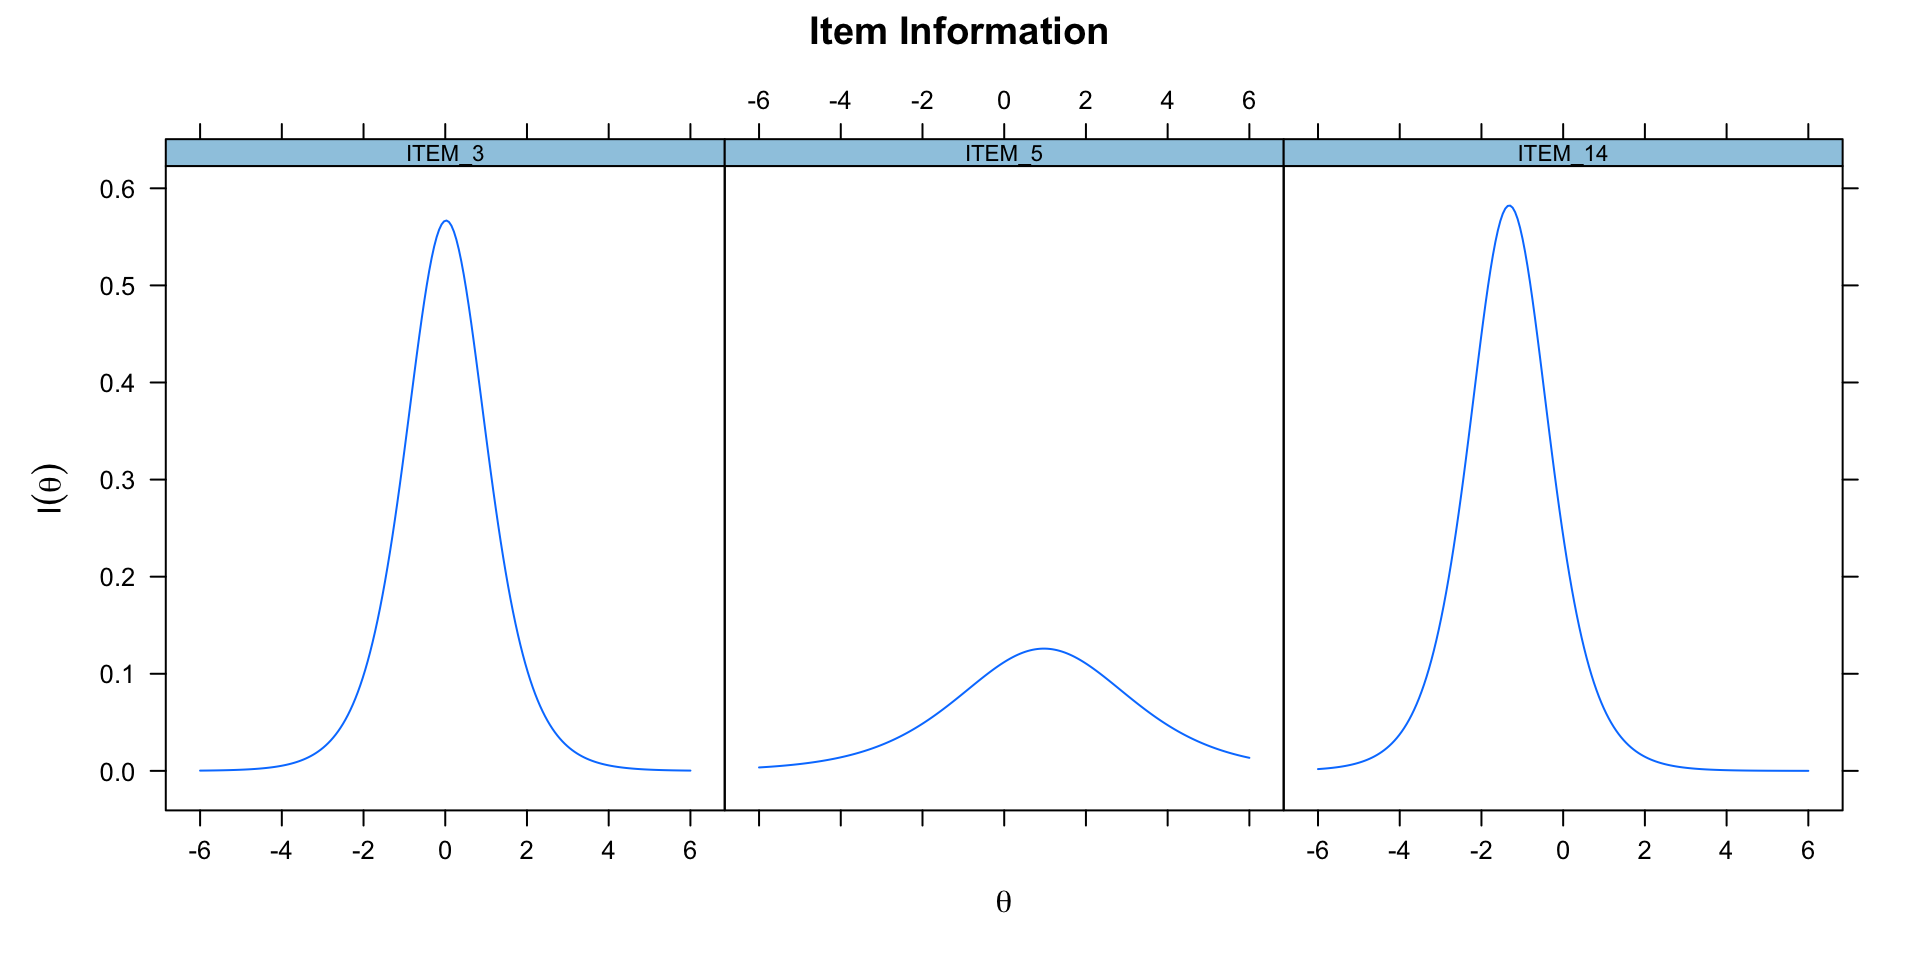 Item Information
-6 -4 -2 0 2 4 6
ITEM_3 ITEM_5 ITEM_14
0.6
0.5
0.4
0.3
0.2
0.1
0.0
I(θ)
-6 -4 -2 0 2 4 6 -6 -4 -2 0 2 4 6
θ